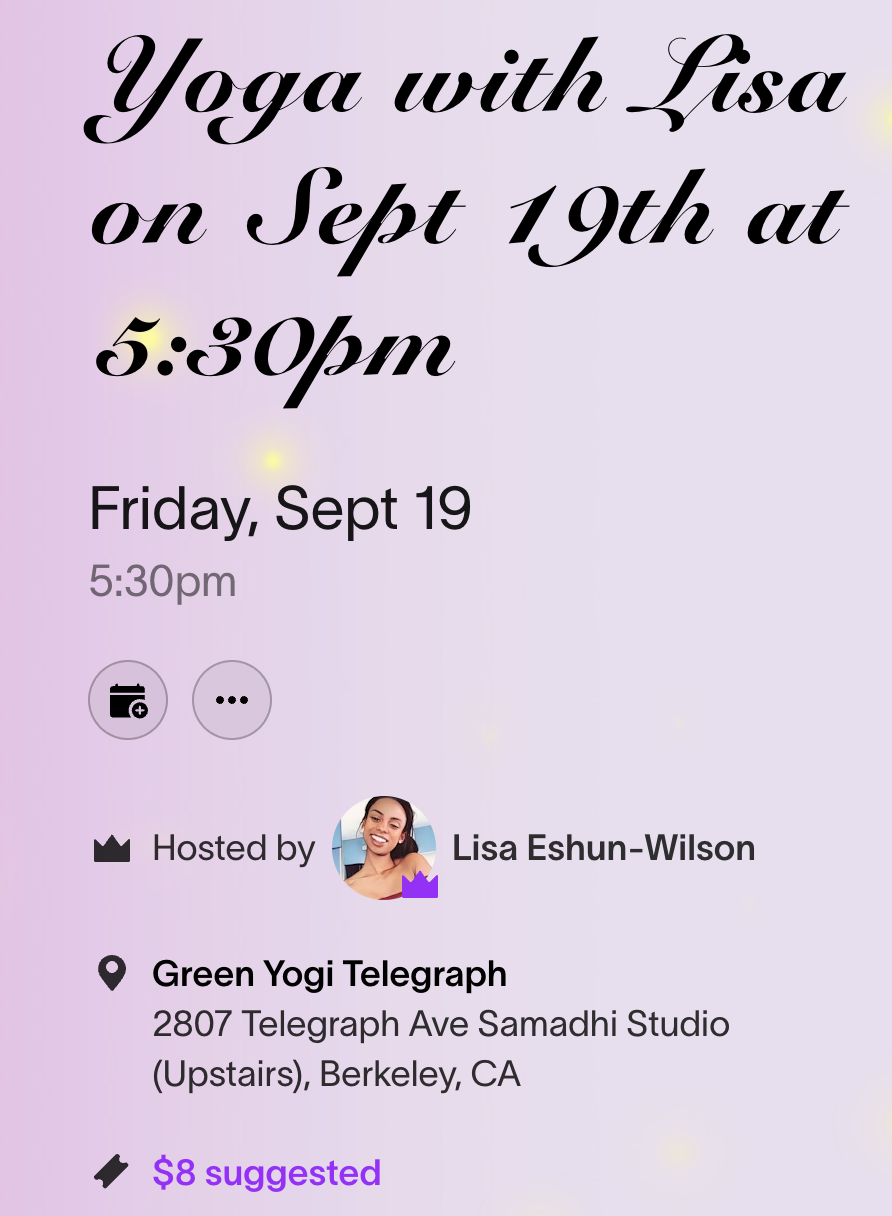 Yoga with Lisa
on Sept 19th at
5:30pm
Friday, Sept 19
5:30pm
Hosted by Lisa Eshun-Wilson
Green Yogi Telegraph
2807 Telegraph Ave Samadhi Studio
(Upstairs), Berkeley, CA
$8 suggested